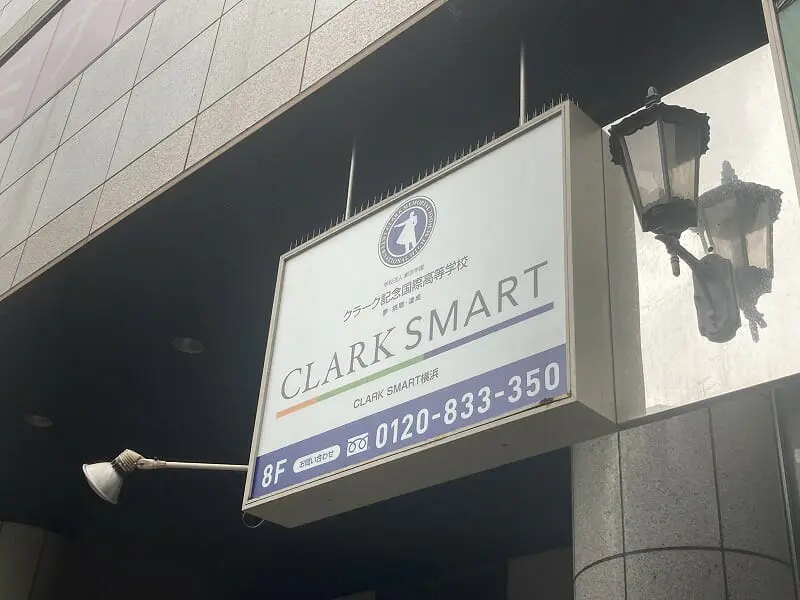 学校法人 創志学園
クラーク記念国際高等学校
夢・挑戦・達成
CLARK SMART
CLARK SMART横浜
8F お問い合わせ 0120-833-350